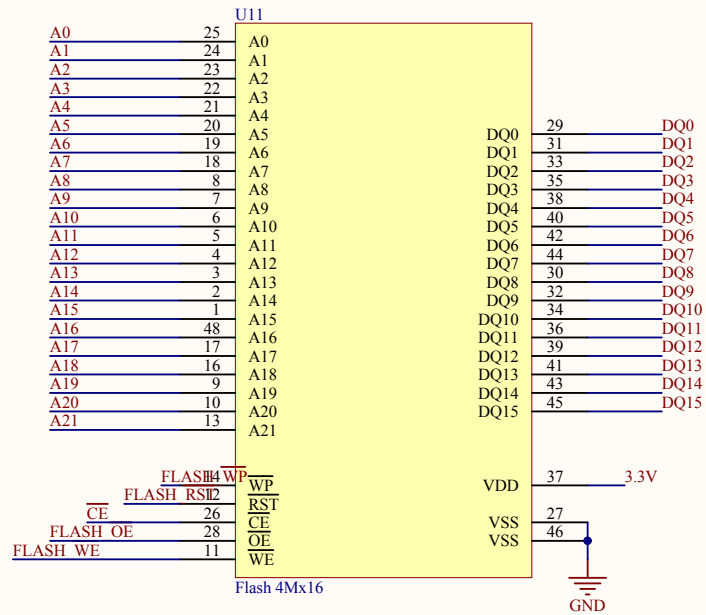 U11
A0 25 A0
A1 24 A1
A2 23 A2
A3 22 A3
A4 21 A4
A5 20 A5 DQ0 29 DQ0
A6 19 A6 DQ1 31 DQ1
A7 18 A7 DQ2 33 DQ2
A8 8 A8 DQ3 35 DQ3
A9 7 A9 DQ4 38 DQ4
A10 6 A10 DQ5 40 DQ5
A11 5 A11 DQ6 42 DQ6
A12 4 A12 DQ7 44 DQ7
A13 3 A13 DQ8 30 DQ8
A14 2 A14 DQ9 32 DQ9
A15 1 A15 DQ10 34 DQ10
A16 48 A16 DQ11 36 DQ11
A17 17 A17 DQ12 39 DQ12
A18 16 A18 DQ13 41 DQ13
A19 9 A19 DQ14 43 DQ14
A20 10 A20 DQ15 45 DQ15
A21 13 A21
FLASH WP 14 WP VDD 37 3.3V
FLASH RST 12 RST
CE 26 CE VSS 27
FLASH OE 28 OE VSS 46
FLASH WE 11 WE
Flash 4Mx16
GND